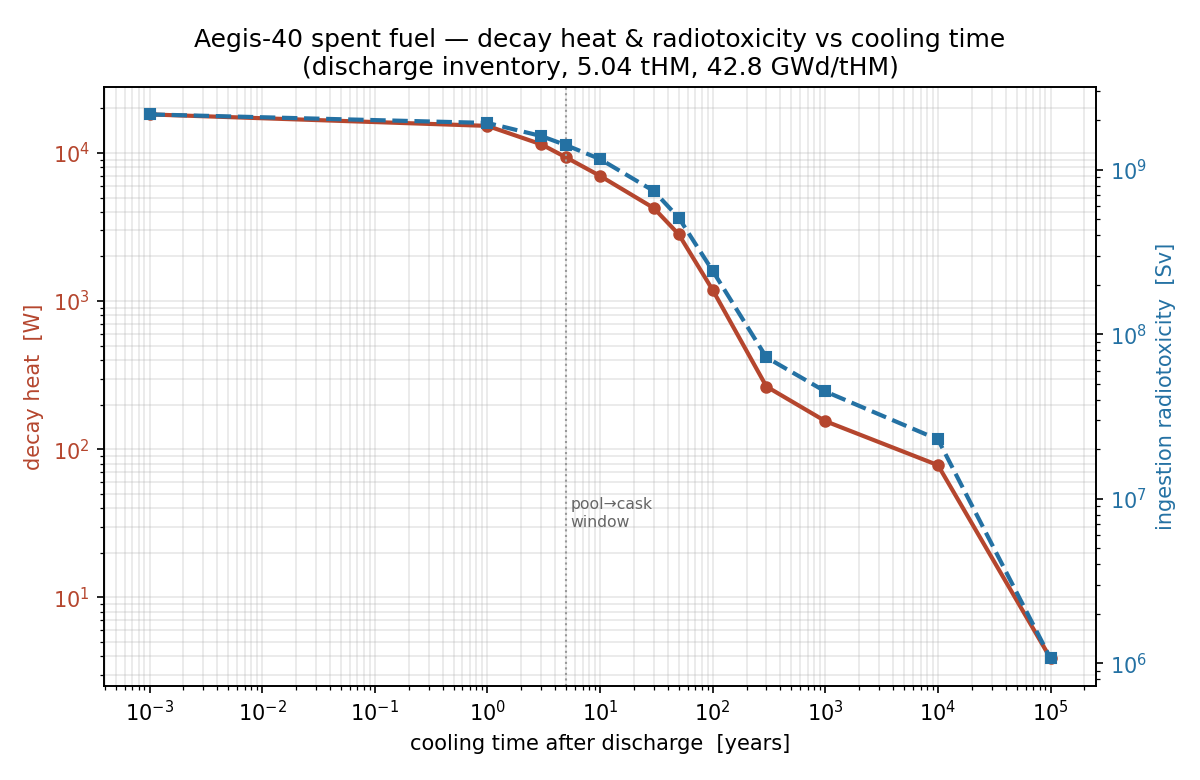 Aegis-40 spent fuel — decay heat & radiotoxicity vs cooling time
(discharge inventory, 5.04 tHM, 42.8 GWd/tHM)
decay heat [W]
10⁴
10³
10²
10¹
pool→cask
window
10⁹
10⁸
10⁷
10⁶
ingestion radiotoxicity [Sv]
10⁻³ 10⁻² 10⁻¹ 10⁰ 10¹ 10² 10³ 10⁴ 10⁵
cooling time after discharge [years]